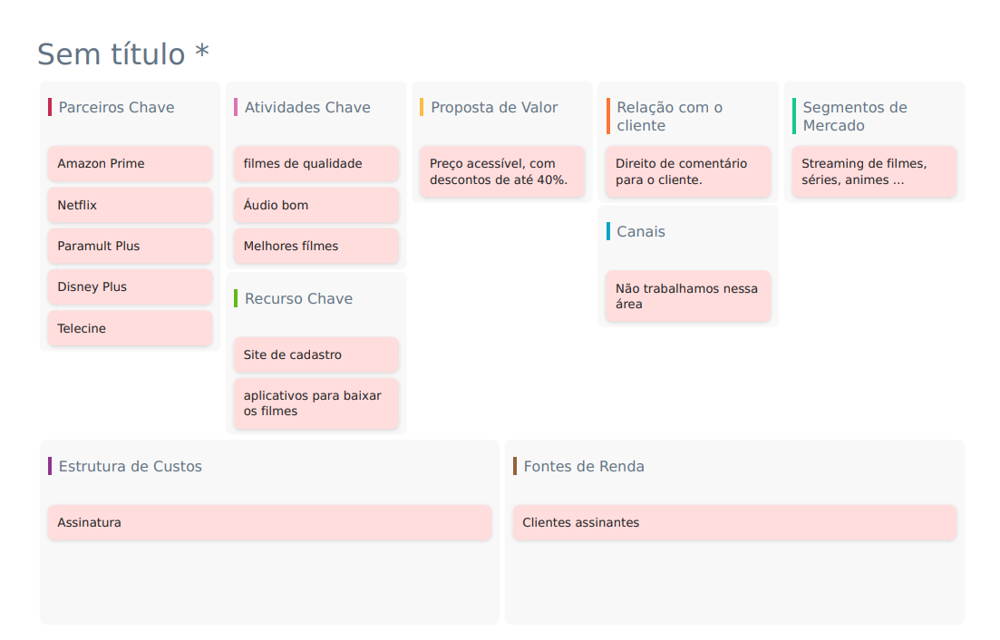 Sem título *
Parceiros Chave
Amazon Prime
Netflix
Paramult Plus
Disney Plus
Telecine
Atividades Chave
filmes de qualidade
Áudio bom
Melhores fílmes
Recurso Chave
Site de cadastro
aplicativos para baixar
os filmes
Proposta de Valor
Preço acessível, com
descontos de até 40%.
Relação com o
cliente
Direito de comentário
para o cliente.
Canais
Não trabalhamos nessa
área
Segmentos de
Mercado
Streaming de filmes,
séries, animes ...
Estrutura de Custos
Assinatura
Fontes de Renda
Clientes assinantes